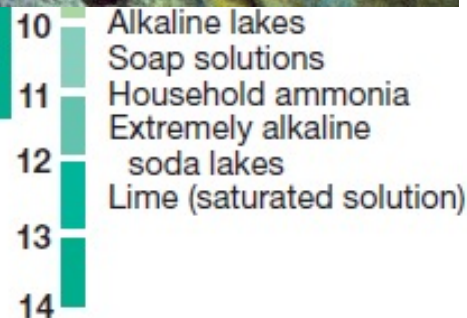 10 Alkaline lakes
Soap solutions
11 Household ammonia
Extremely alkaline
12 soda lakes
Lime (saturated solution)
13
14